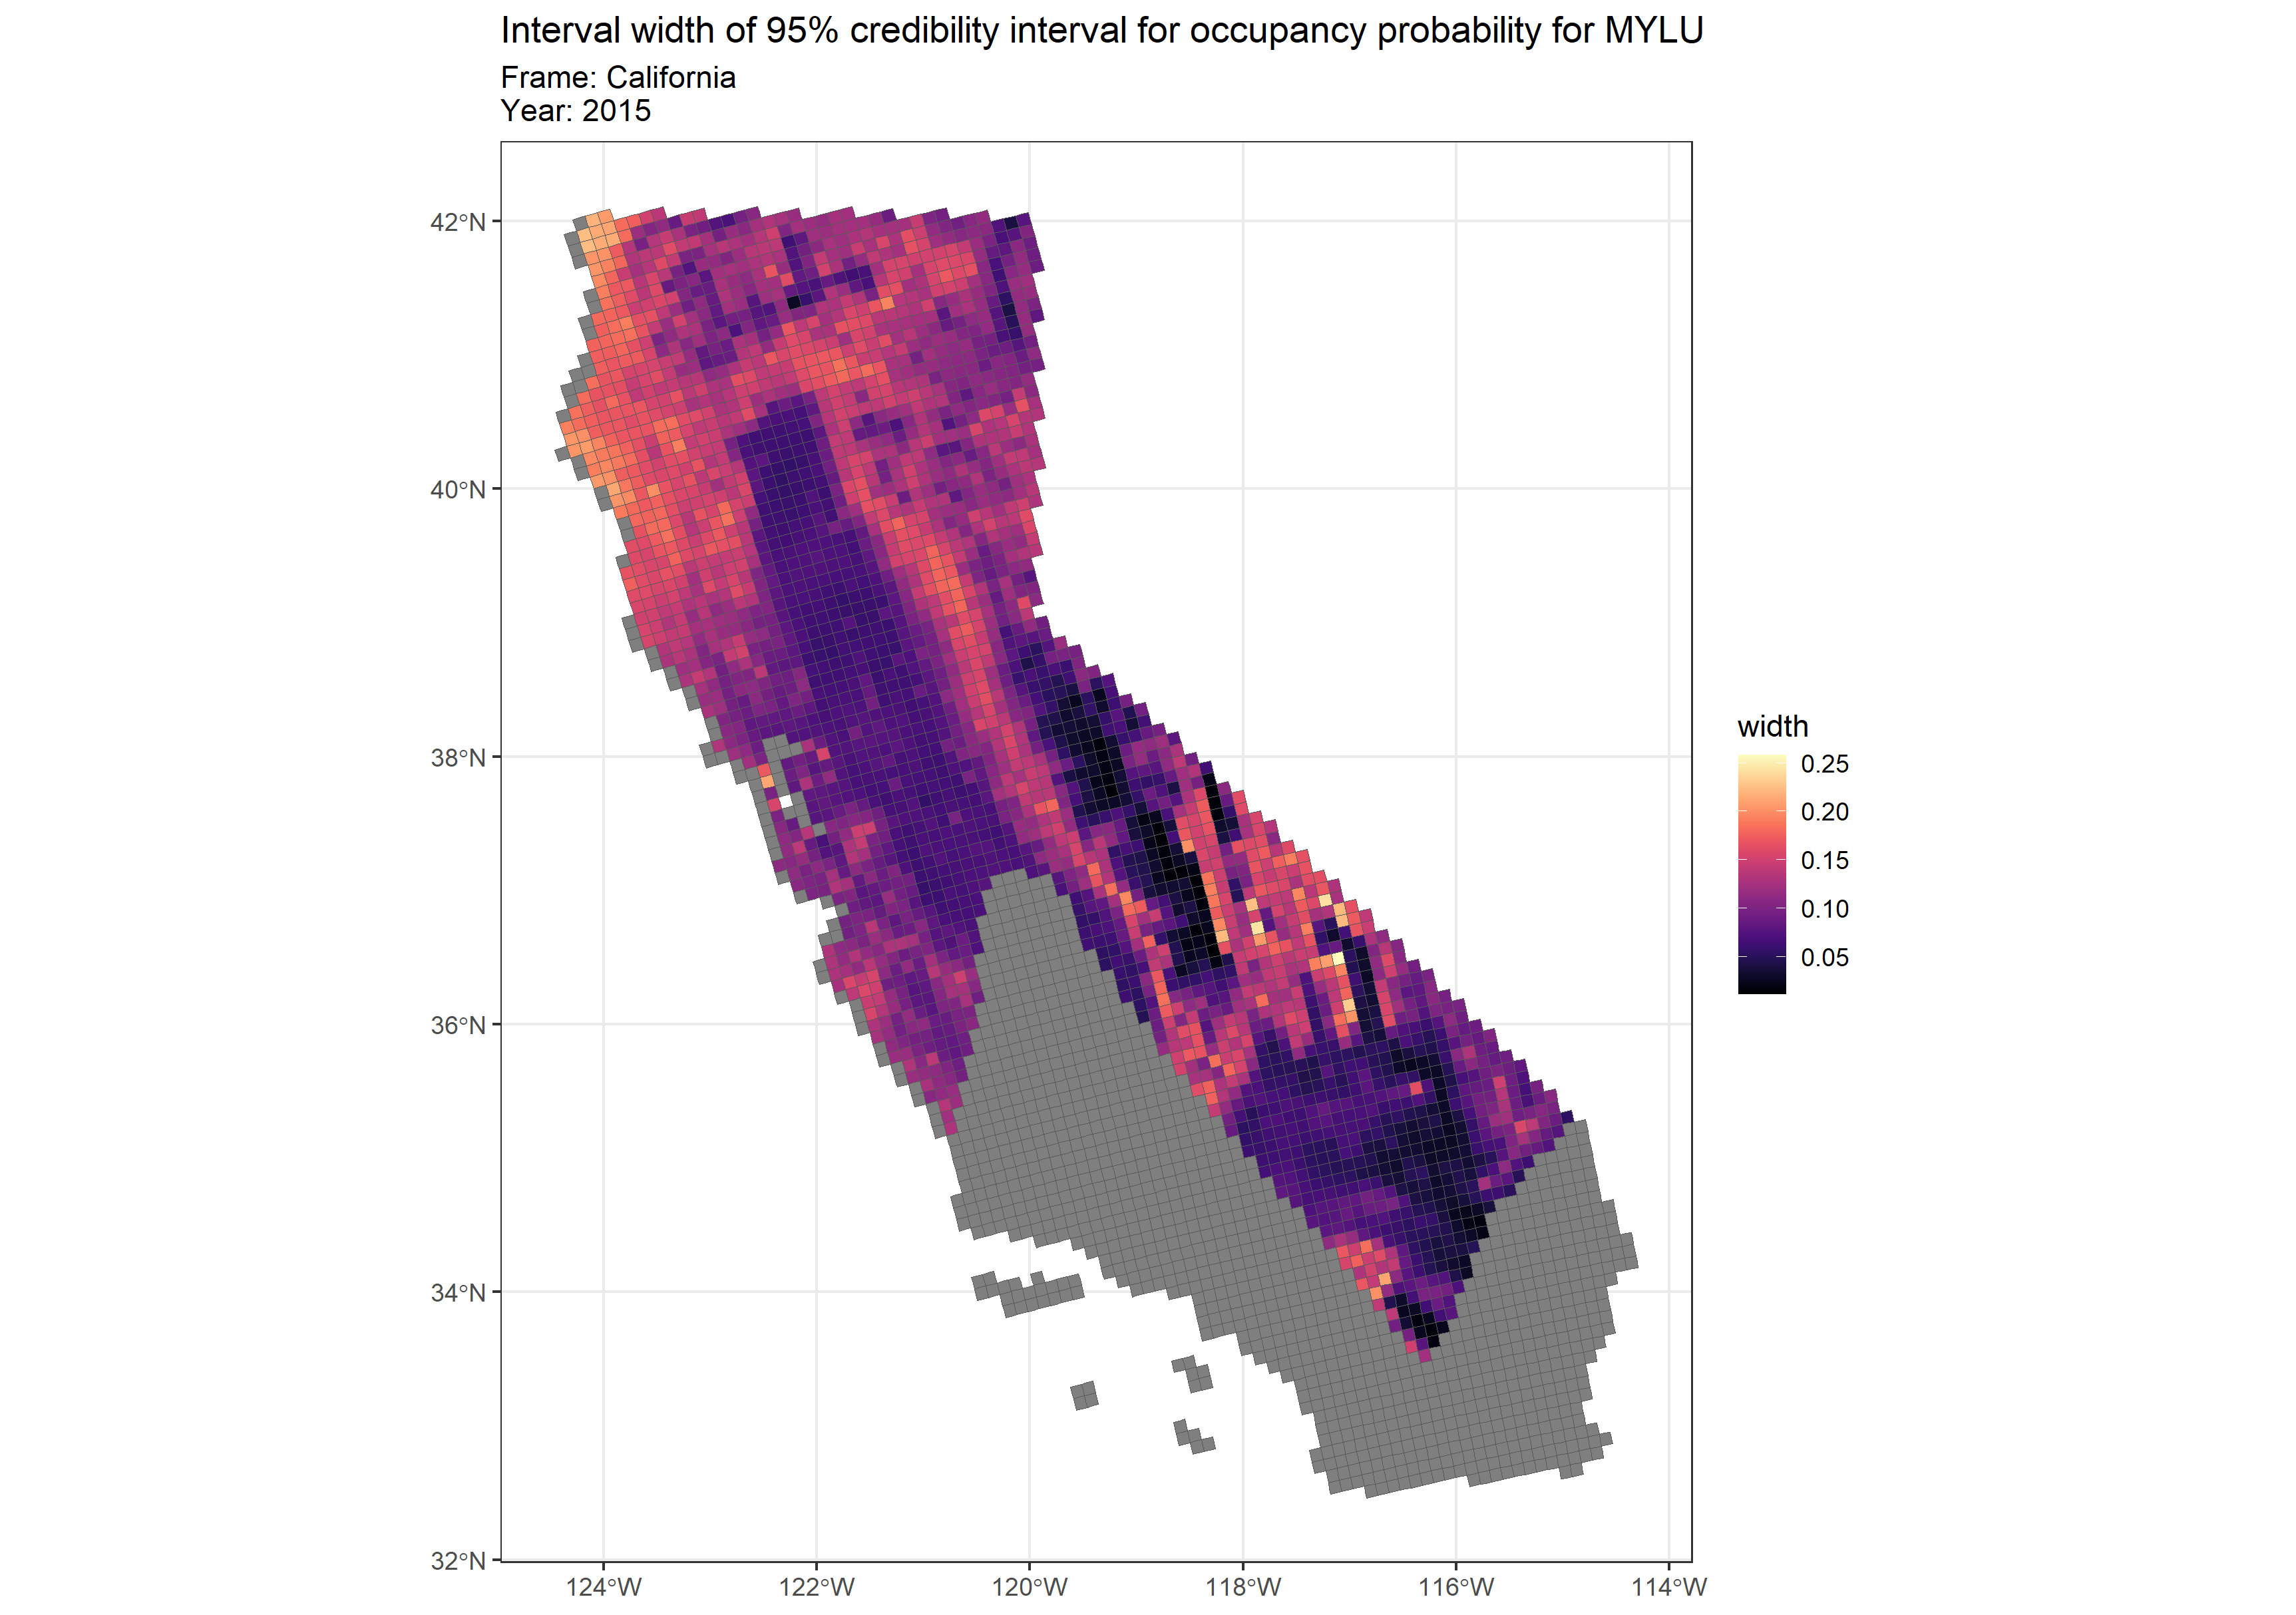 Interval width of 95% credibility interval for occupancy probability for MYLU
Frame: California
Year: 2015
42°N
40°N
38°N
36°N
34°N
32°N
124°W
122°W
120°W
118°W
116°W
114°W
width
0.25
0.20
0.15
0.10
0.05